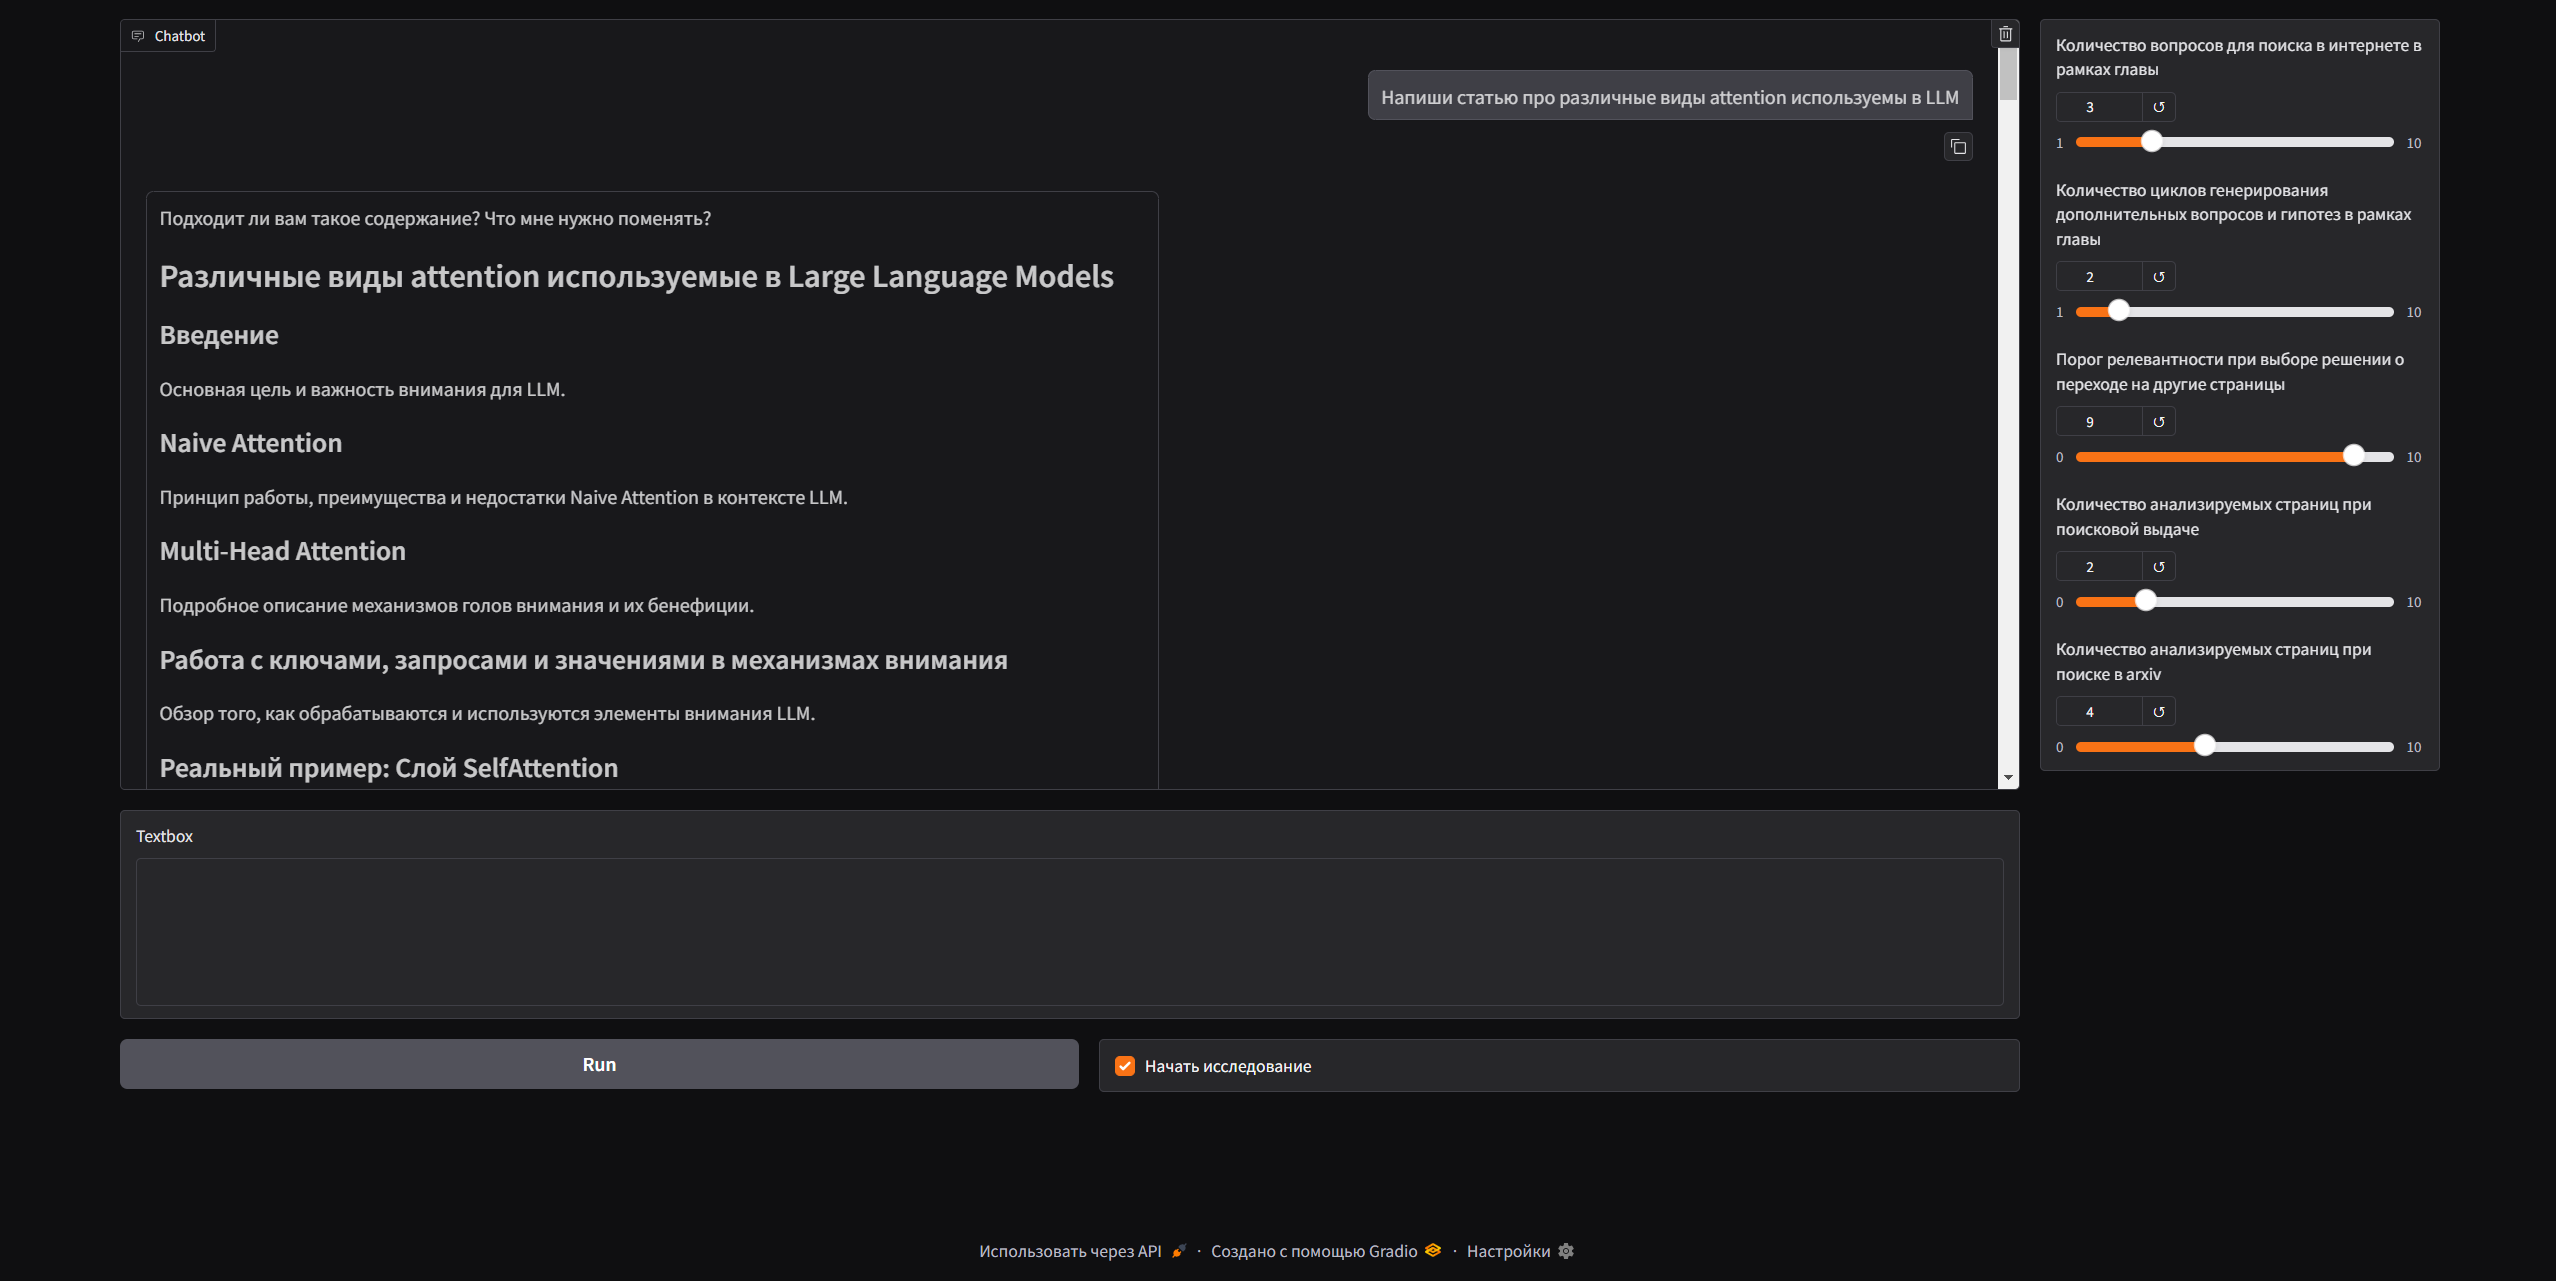 Chatbot
Напиши статью про различные виды attention используемы в LLM
Подходит ли вам такое содержание? Что мне нужно поменять?
Различные виды attention используемые в Large Language Models
Введение
Основная цель и важность внимания для LLM.
Naive Attention
Принцип работы, преимущества и недостатки Naive Attention в контексте LLM.
Multi-Head Attention
Подробное описание механизмов голов внимания и их бенефиции.
Работа с ключами, запросами и значениями в механизмах внимания
Обзор того, как обрабатываются и используются элементы внимания LLM.
Реальный пример: Слой SelfAttention
Textbox
Run
Начать исследование
Количество вопросов для поиска в интернете в
рамках главы
3
1 10
Количество циклов генерирования
дополнительных вопросов и гипотез в рамках
главы
2
1 10
Порог релевантности при выборе решении о
переходе на другие страницы
9
0 10
Количество анализируемых страниц при
поисковой выдаче
2
0 10
Количество анализируемых страниц при
поиске в arxiv
4
0 10
Использовать через API · Создано с помощью Gradio · Настройки